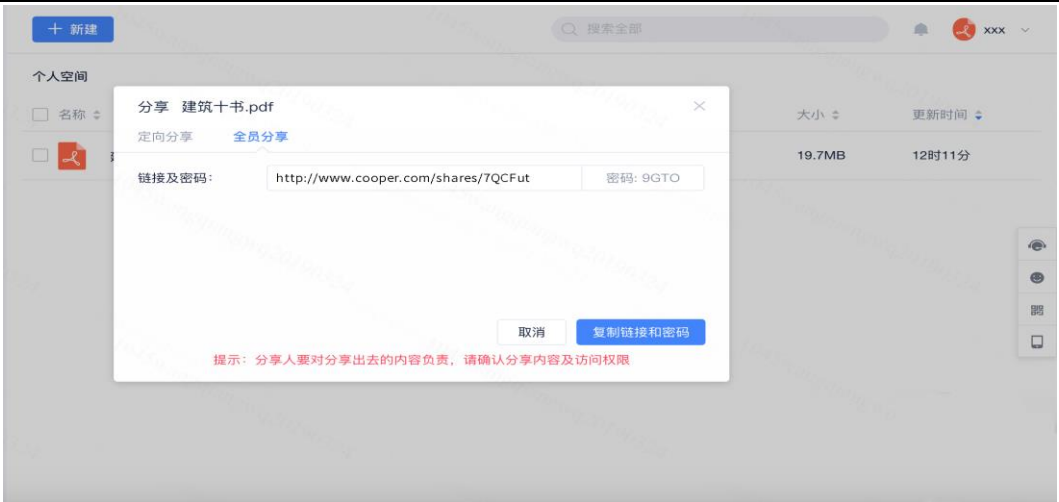 新建
搜索全部
xxx
个人空间
名称
大小
更新时间
19.7MB
12时11分
分享 建筑十书.pdf
定向分享 全员分享
链接及密码: http://www.cooper.com/shares/7QCFut 密码: 9GTO
取消 复制链接和密码
提示: 分享人要对分享出去的内容负责, 请确认分享内容及访问权限